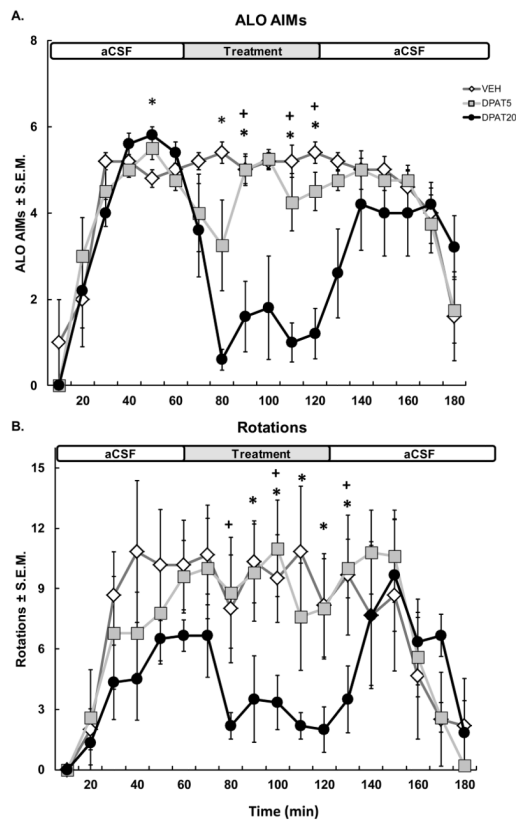 A.
ALO AIMs
aCSF Treatment aCSF
VEH
DPAT5
DPAT20
* * + * + * + *
ALO AIMs ± S.E.M.
8
6
4
2
0
20 40 60 80 100 120 140 160 180
B.
Rotations
aCSF Treatment aCSF
+ * + * * * + *
Rotations ± S.E.M.
15
12
9
6
3
0
20 40 60 80 100 120 140 160 180
Time (min)